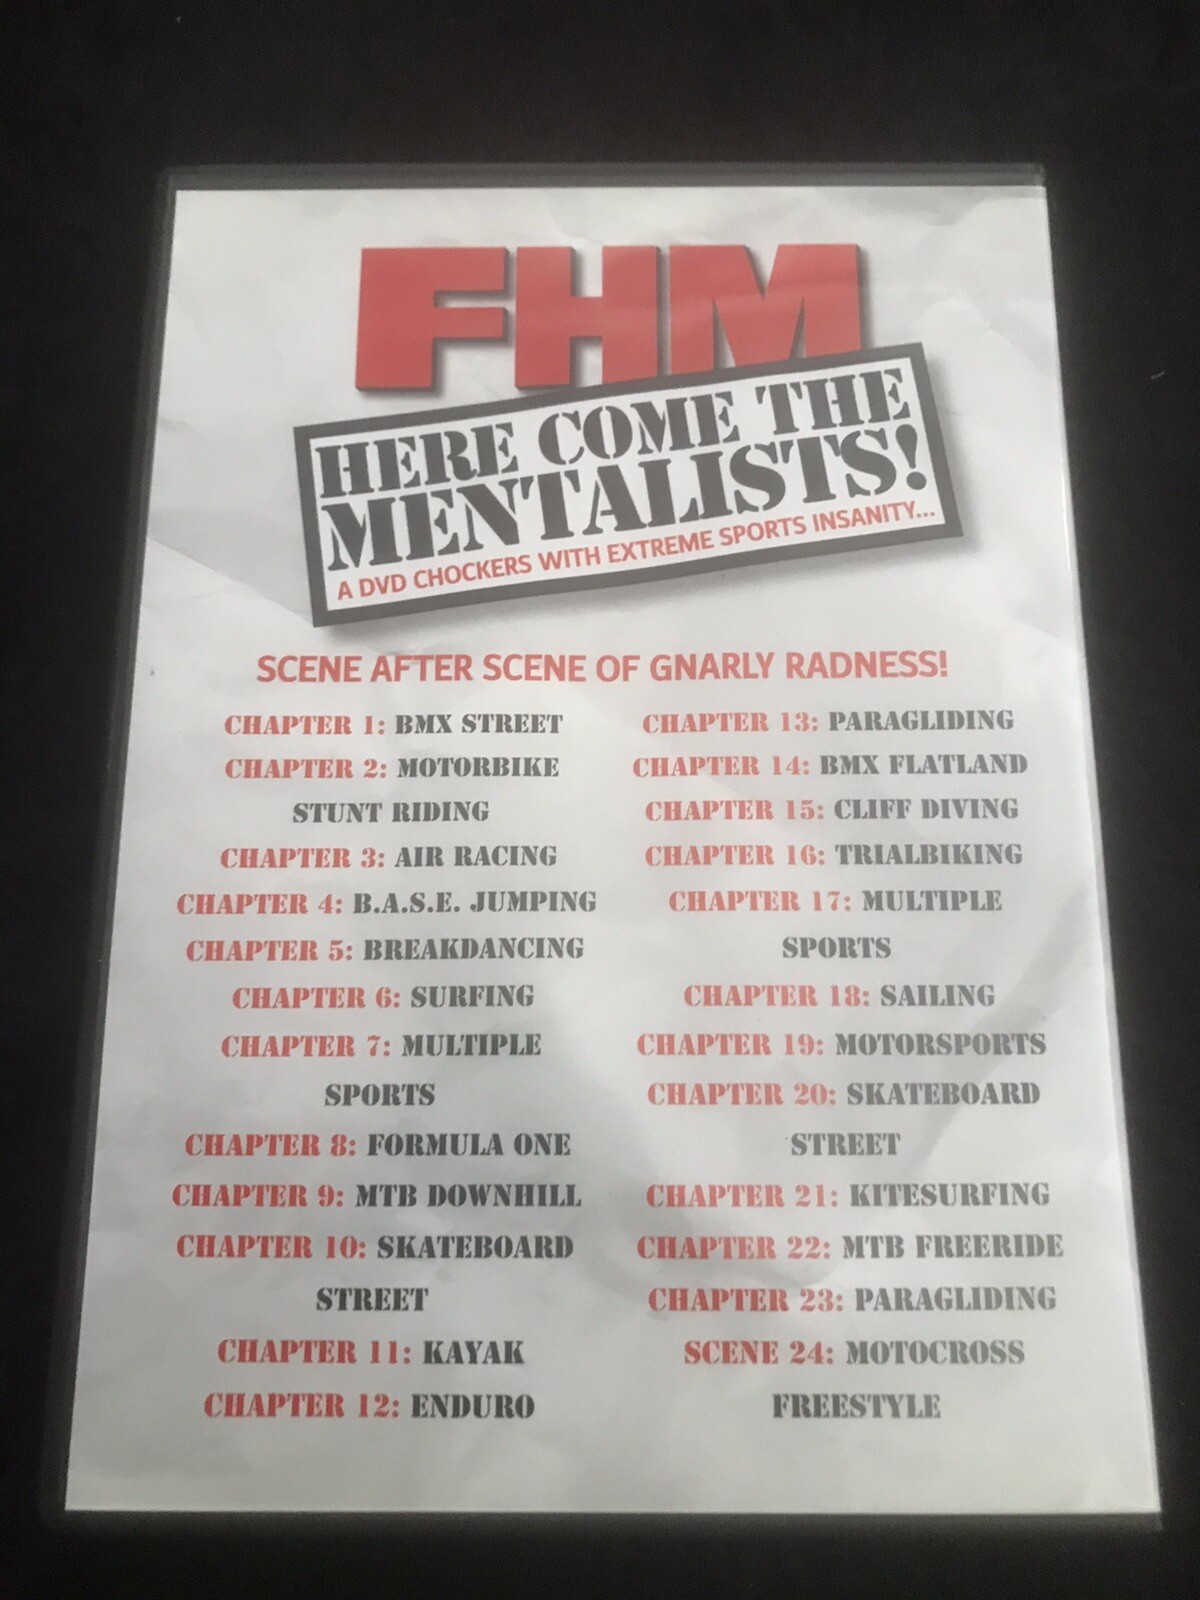 FHM
HERE COME THE
MENTALISTS!
A DVD CHOCKERS WITH EXTREME SPORTS INSANITY...
SCENE AFTER SCENE OF GNARLY RADNESS!
CHAPTER 1: BMX STREET
CHAPTER 2: MOTORBIKE
STUNT RIDING
CHAPTER 3: AIR RACING
CHAPTER 4: B.A.S.E. JUMPING
CHAPTER 5: BREAKDANCING
CHAPTER 6: SURFING
CHAPTER 7: MULTIPLE
SPORTS
CHAPTER 8: FORMULA ONE
CHAPTER 9: MTB DOWNHILL
CHAPTER 10: SKATEBOARD
STREET
CHAPTER 11: KAYAK
CHAPTER 12: ENDURO
CHAPTER 13: PARAGLIDING
CHAPTER 14: BMX FLATLAND
CHAPTER 15: CLIFF DIVING
CHAPTER 16: TRIALBIKING
CHAPTER 17: MULTIPLE
SPORTS
CHAPTER 18: SAILING
CHAPTER 19: MOTORSPORTS
CHAPTER 20: SKATEBOARD
STREET
CHAPTER 21: KITESURFING
CHAPTER 22: MTB FREERIDE
CHAPTER 23: PARAGLIDING
SCENE 24: MOTOCROSS
FREESTYLE